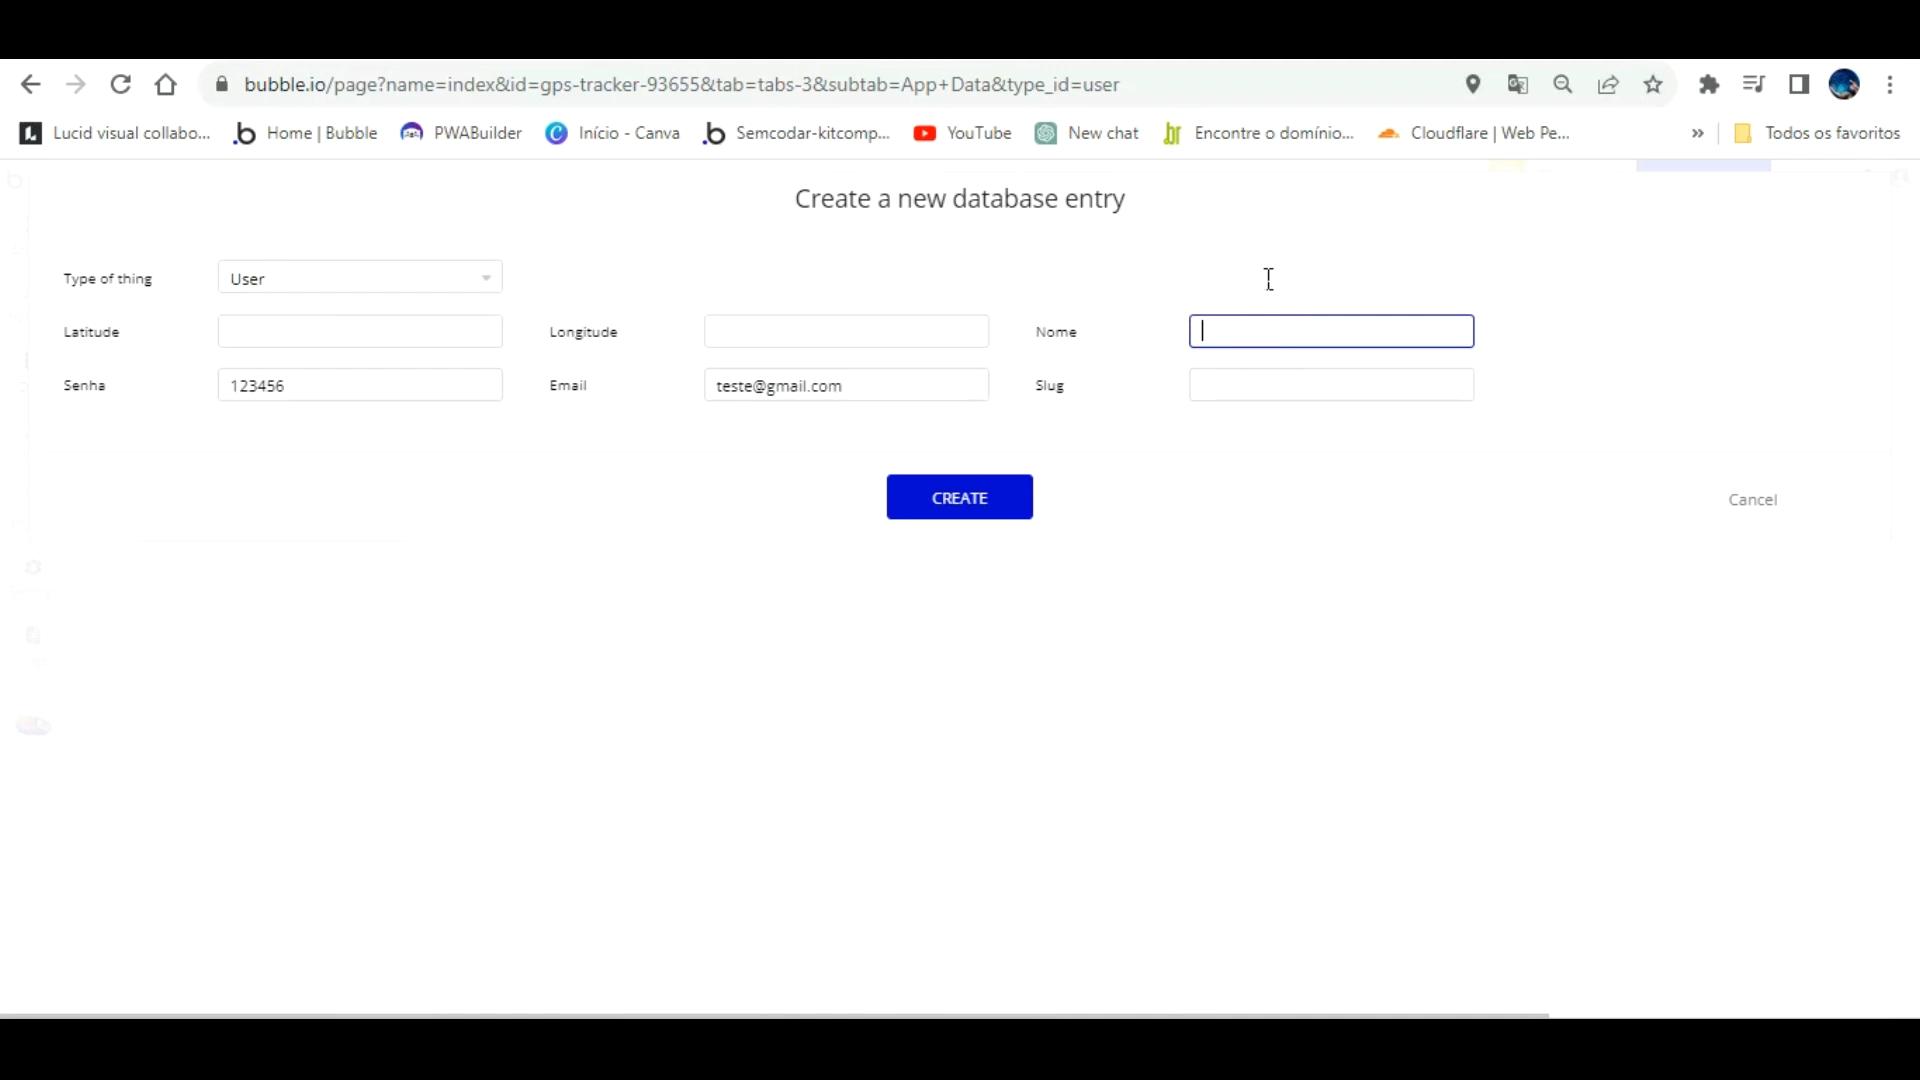 bubble.io/page?name=index&id=gps-tracker-93655&tab=tabs-3&subtab=App+Data&type_id=user
Lucid visual collabo... Home | Bubble PWABuilder Início - Canva Semcodar-kitcomp... YouTube New chat Encontre o domínio... Cloudflare | Web Pe... » Todos os favoritos
Create a new database entry
Type of thing User
Latitude Longitude Nome
Senha 123456 Email teste@gmail.com Slug
CREATE Cancel